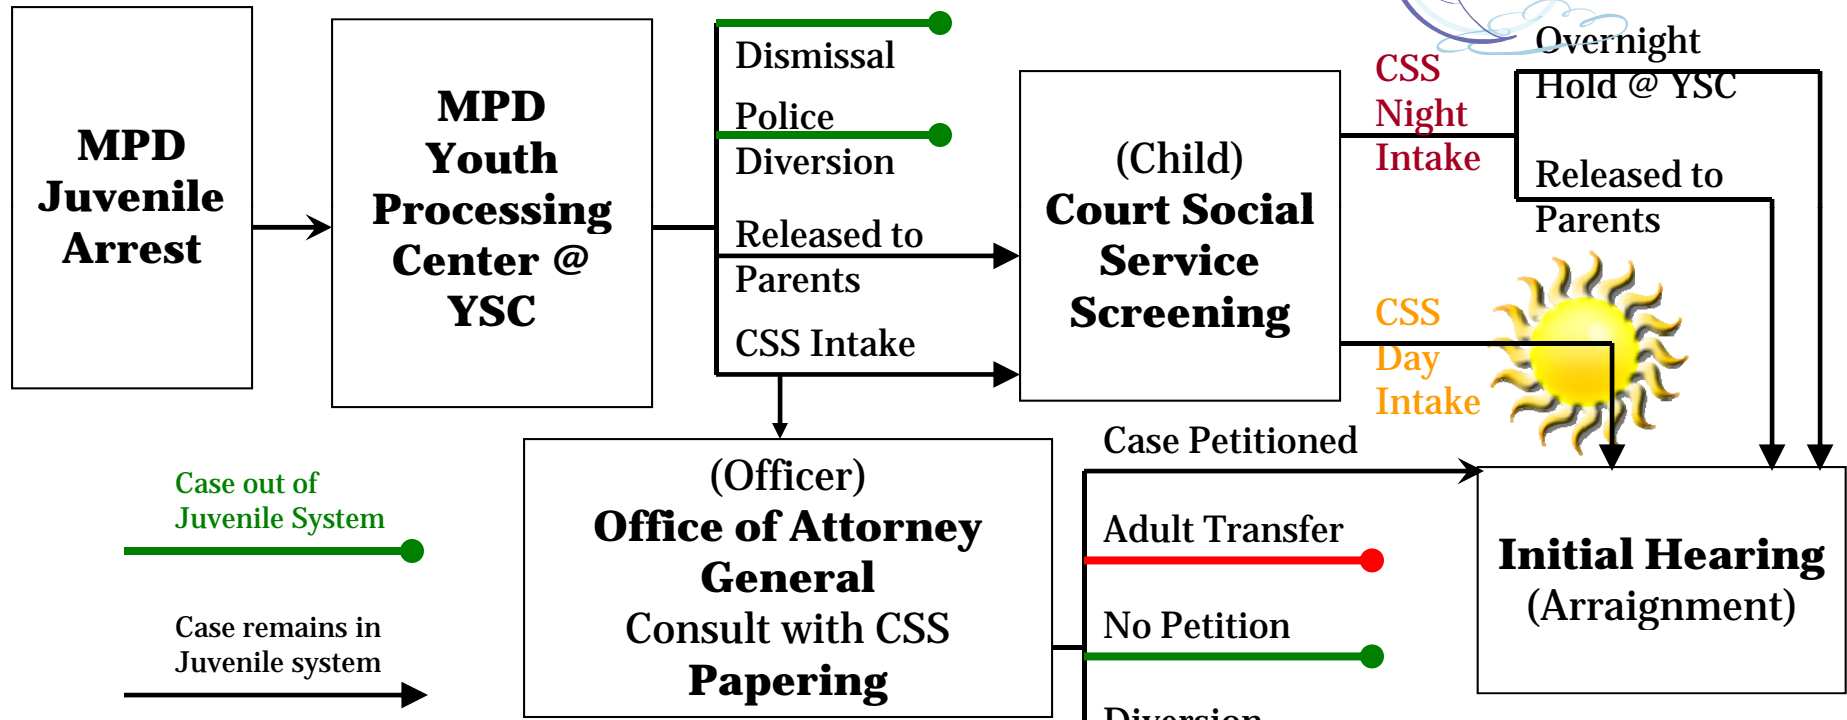 MPD
Juvenile
Arrest
MPD
Youth
Processing
Center @
YSC
Dismissal
Police
Diversion
Released to
Parents
CSS Intake
(Child)
Court Social
Service
Screening
CSS
Night
Intake
Overnight
Hold @ YSC
Released to
Parents
CSS
Day
Intake
Case out of
Juvenile System
Case remains in
Juvenile system
(Officer)
Office of Attorney
General
Consult with CSS
Papering
Case Petitioned
Adult Transfer
No Petition
Diversion
Initial Hearing
(Arraignment)